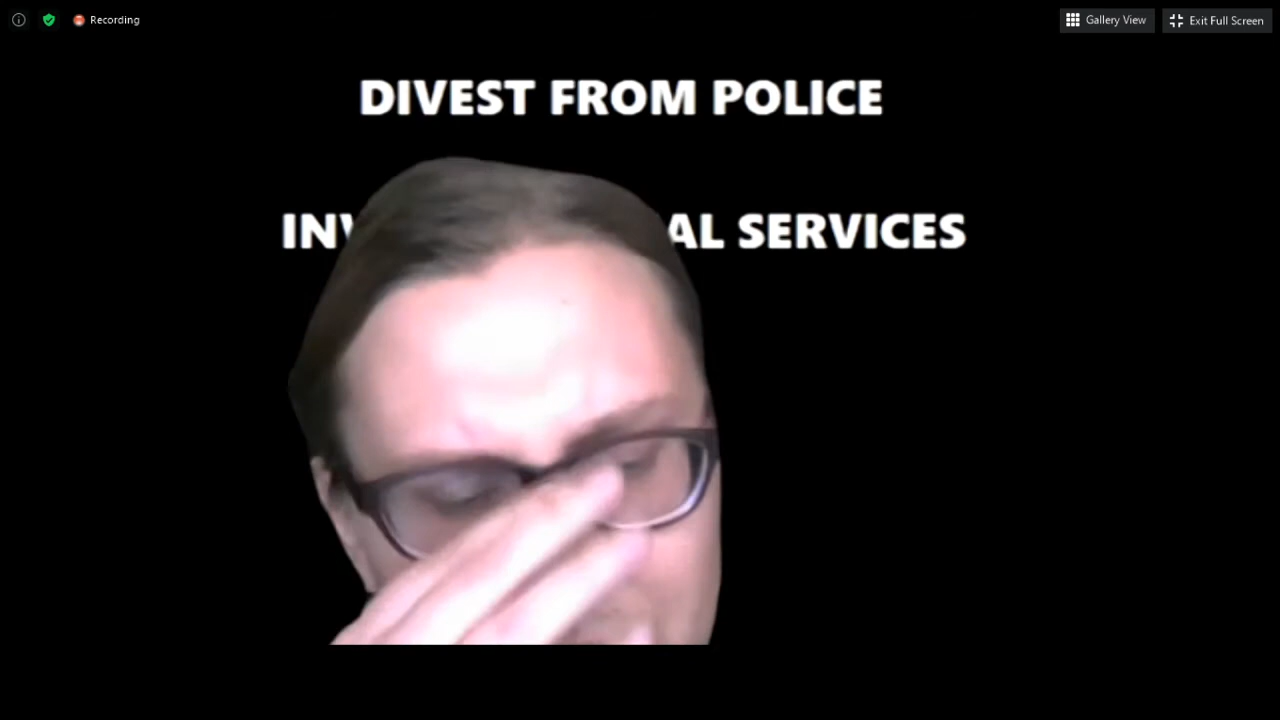 Recording
Gallery View
Exit Full Screen
DIVEST FROM POLICE
SERVICES